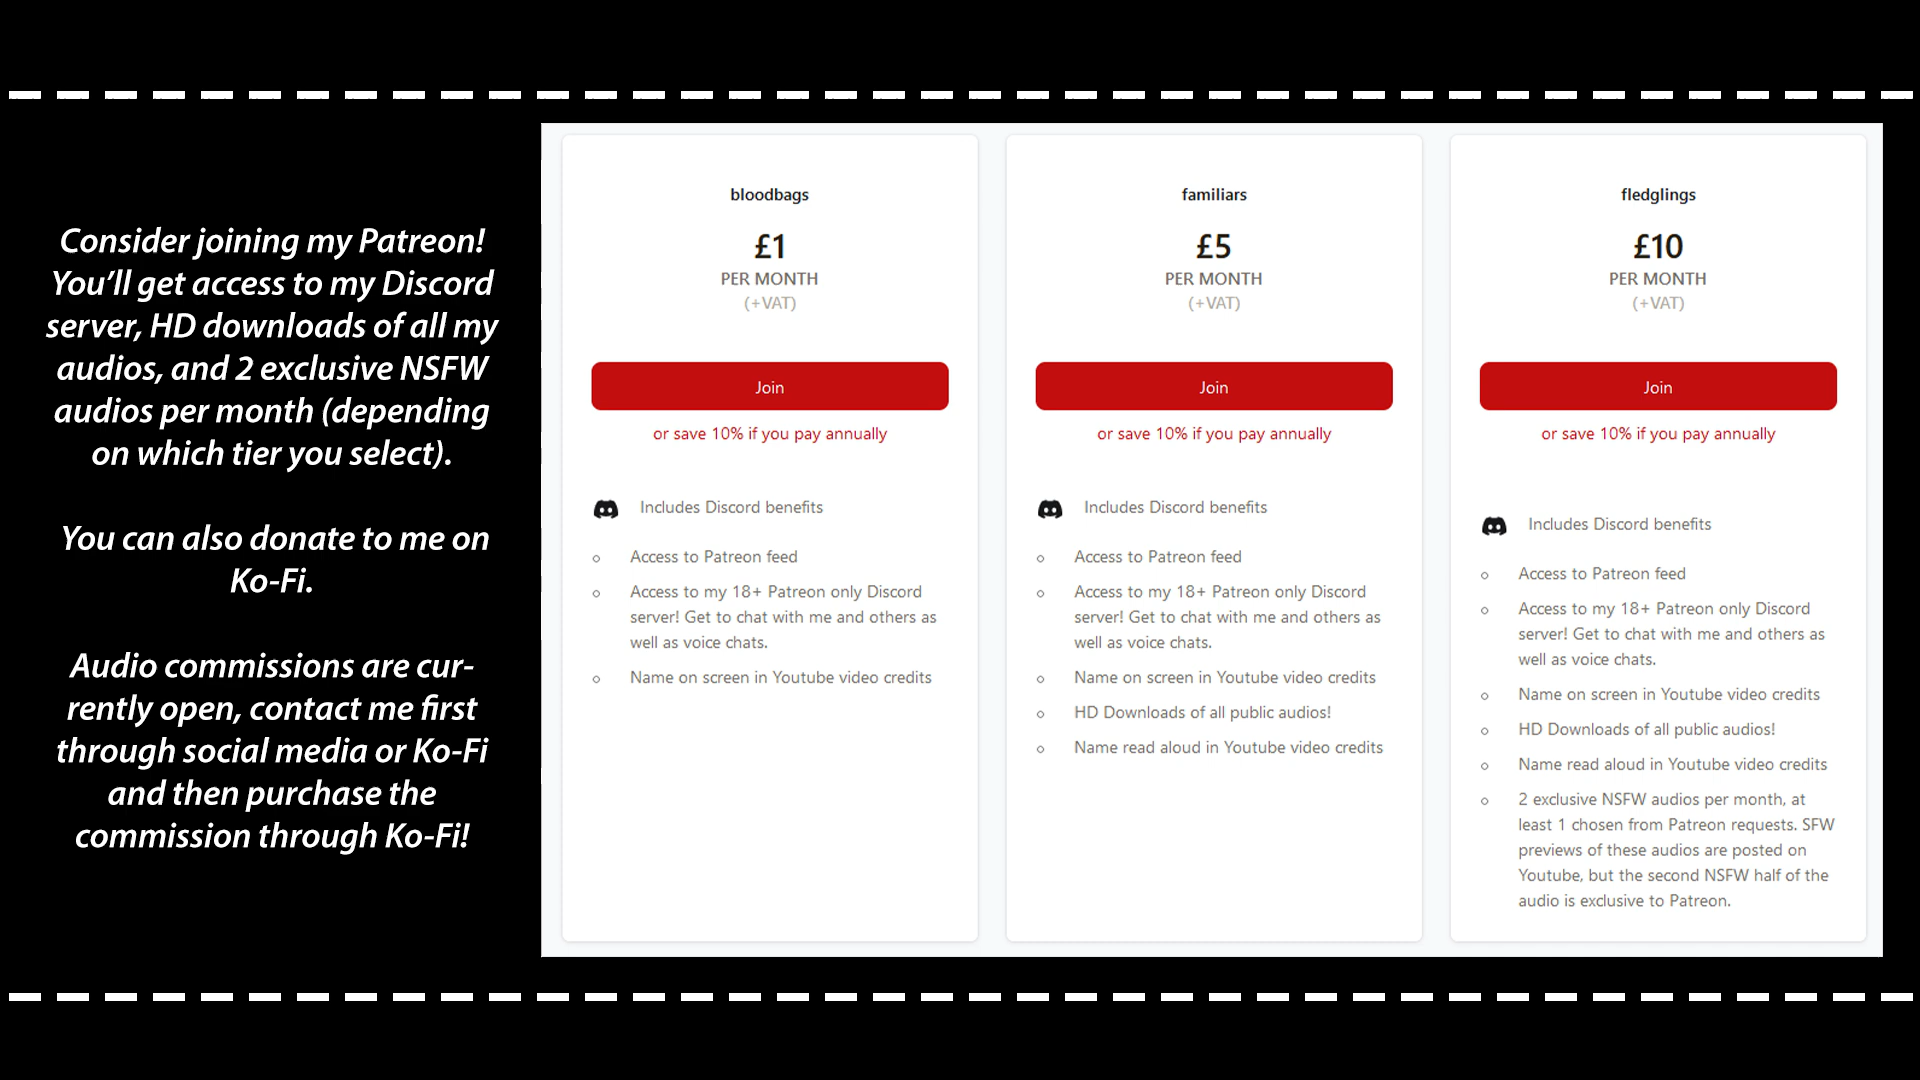 Consider joining my Patreon!
You'll get access to my Discord
server, HD downloads of all my
audios, and 2 exclusive NSFW
audios per month (depending
on which tier you select).
You can also donate to me on
Ko-Fi.
Audio commissions are cur-
rently open, contact me first
through social media or Ko-Fi
and then purchase the
commission through Ko-Fi!
bloodbags
£1
PER MONTH
(+VAT)
Join
or save 10% if you pay annually
Includes Discord benefits
Access to Patreon feed
Access to my 18+ Patreon only Discord
server! Get to chat with me and others as
well as voice chats.
Name on screen in Youtube video credits
familiars
£5
PER MONTH
(+VAT)
Join
or save 10% if you pay annually
Includes Discord benefits
Access to Patreon feed
Access to my 18+ Patreon only Discord
server! Get to chat with me and others as
well as voice chats.
Name on screen in Youtube video credits
HD Downloads of all public audios!
Name read aloud in Youtube video credits
fledglings
£10
PER MONTH
(+VAT)
Join
or save 10% if you pay annually
Includes Discord benefits
Access to Patreon feed
Access to my 18+ Patreon only Discord
server! Get to chat with me and others as
well as voice chats.
Name on screen in Youtube video credits
HD Downloads of all public audios!
Name read aloud in Youtube video credits
2 exclusive NSFW audios per month, at
least 1 chosen from Patreon requests. SFW
previews of these audios are posted on
Youtube, but the second NSFW half of the
audio is exclusive to Patreon.